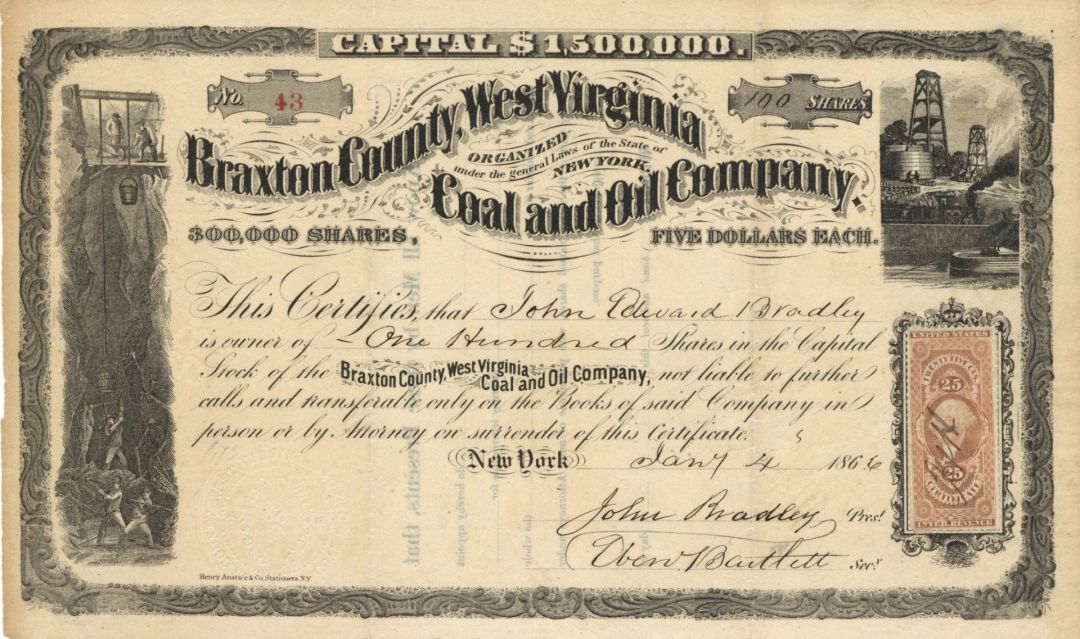 CAPITAL $1,500,000.
No. 43
100 SHARES
Braxton County, West Virginia
ORGANIZED
under the general Laws of the State of
NEW YORK
Coal and Oil Company.
300,000 SHARES,
FIVE DOLLARS EACH.
This Certifies, that John Edward Bradley
is owner of – One Hundred Shares in the Capital
Stock of the Braxton County, West Virginia Coal and Oil Company, not liable to further
calls and transferable only on the Books of said Company in
person or by Attorney on surrender of this Certificate.
New York Jany 4 1866
John Bradley Prest.
Eben Bartlett Secy.
Henry Anstice & Co. Stationers. N.Y
UNITED STATES
25
25
CERTIFICATE
INTER. REVENUE